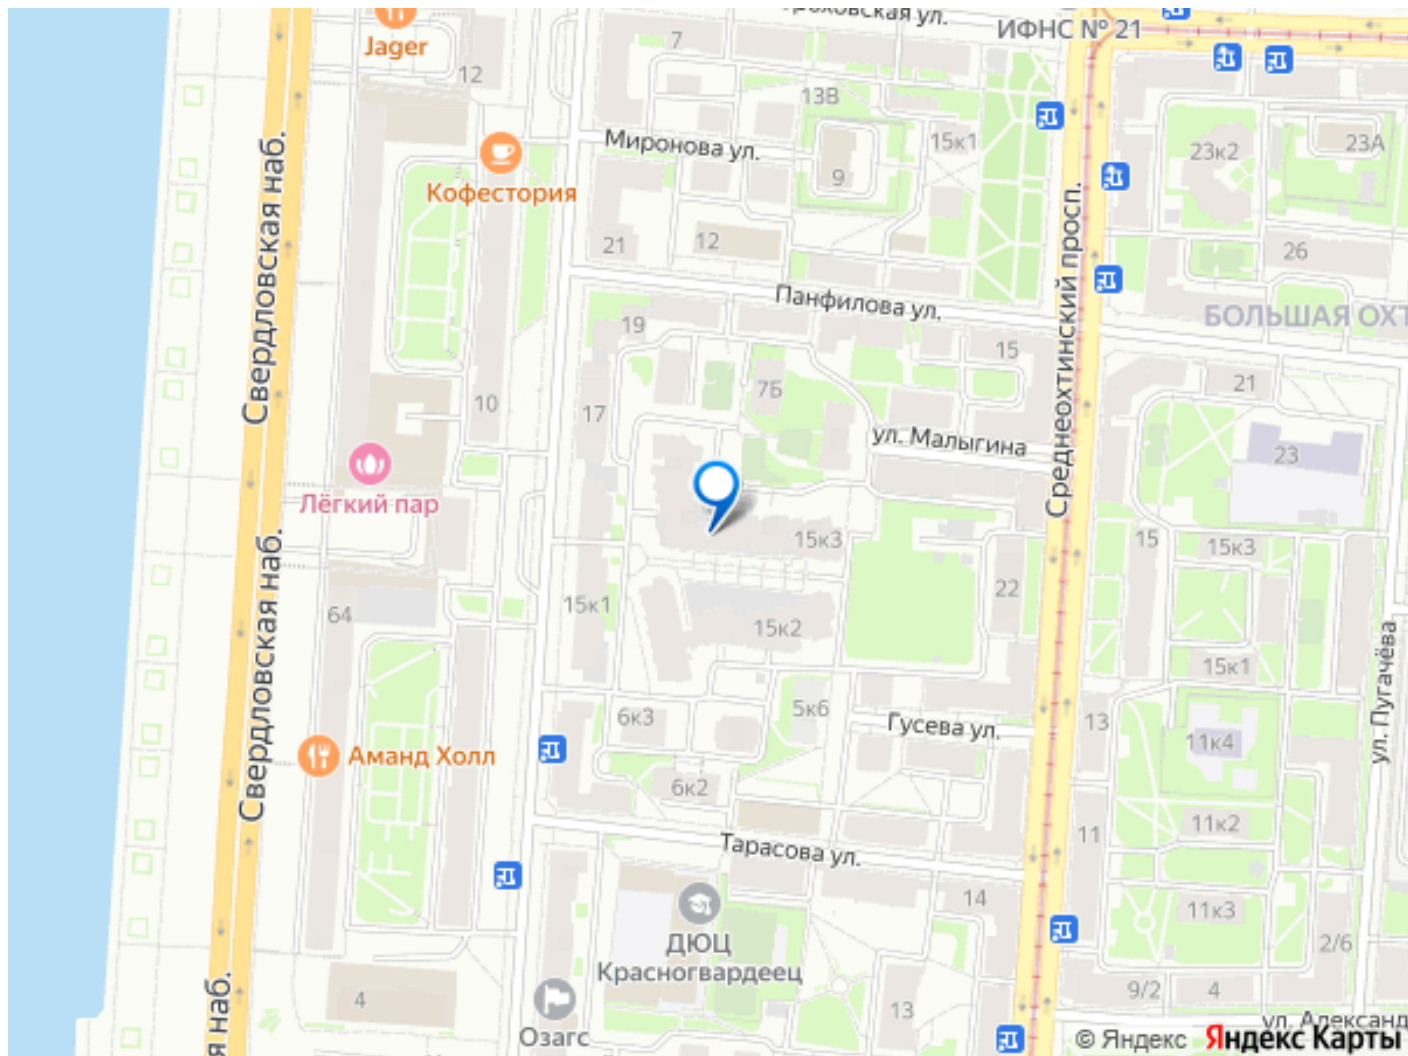 ИФНС № 21
Jager
7
12
13В
15к1
23А
23к2
Миронова ул.
9
Кофестория
Свердловская наб.
21
12
26
Среднеохтинский просп.
Панфилова ул.
БОЛЬШАЯ ОХТ
19
15
21
7Б
10
17
ул. Малыгина
23
Лёгкий пар
15к3
15
15к3
Свердловская наб.
64
15к1
22
15к2
15к1
ул. Пугачёва
6к3
5к6
Гусева ул.
13
11к4
Аманд Холл
6к2
11к2
11
Тарасова ул.
14
11к3
ДЮЦ
Красногвардеец
2/6
4
13
9/2
4
наб.
Озагс
ул. Александ
© Яндекс Яндекс Карты